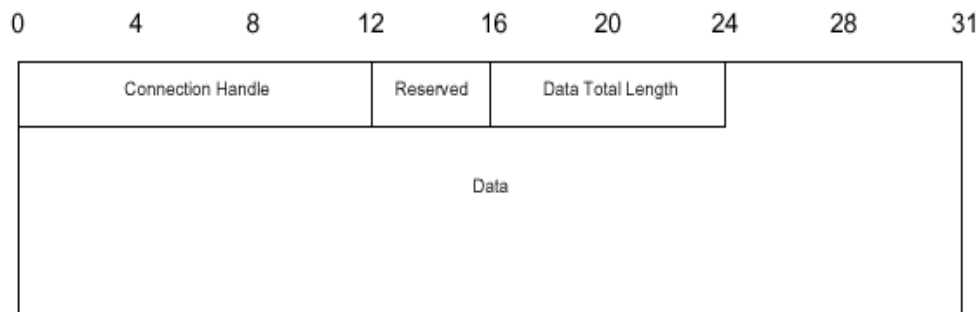 0 4 8 12 16 20 24 28 31
Connection Handle Reserved Data Total Length
Data